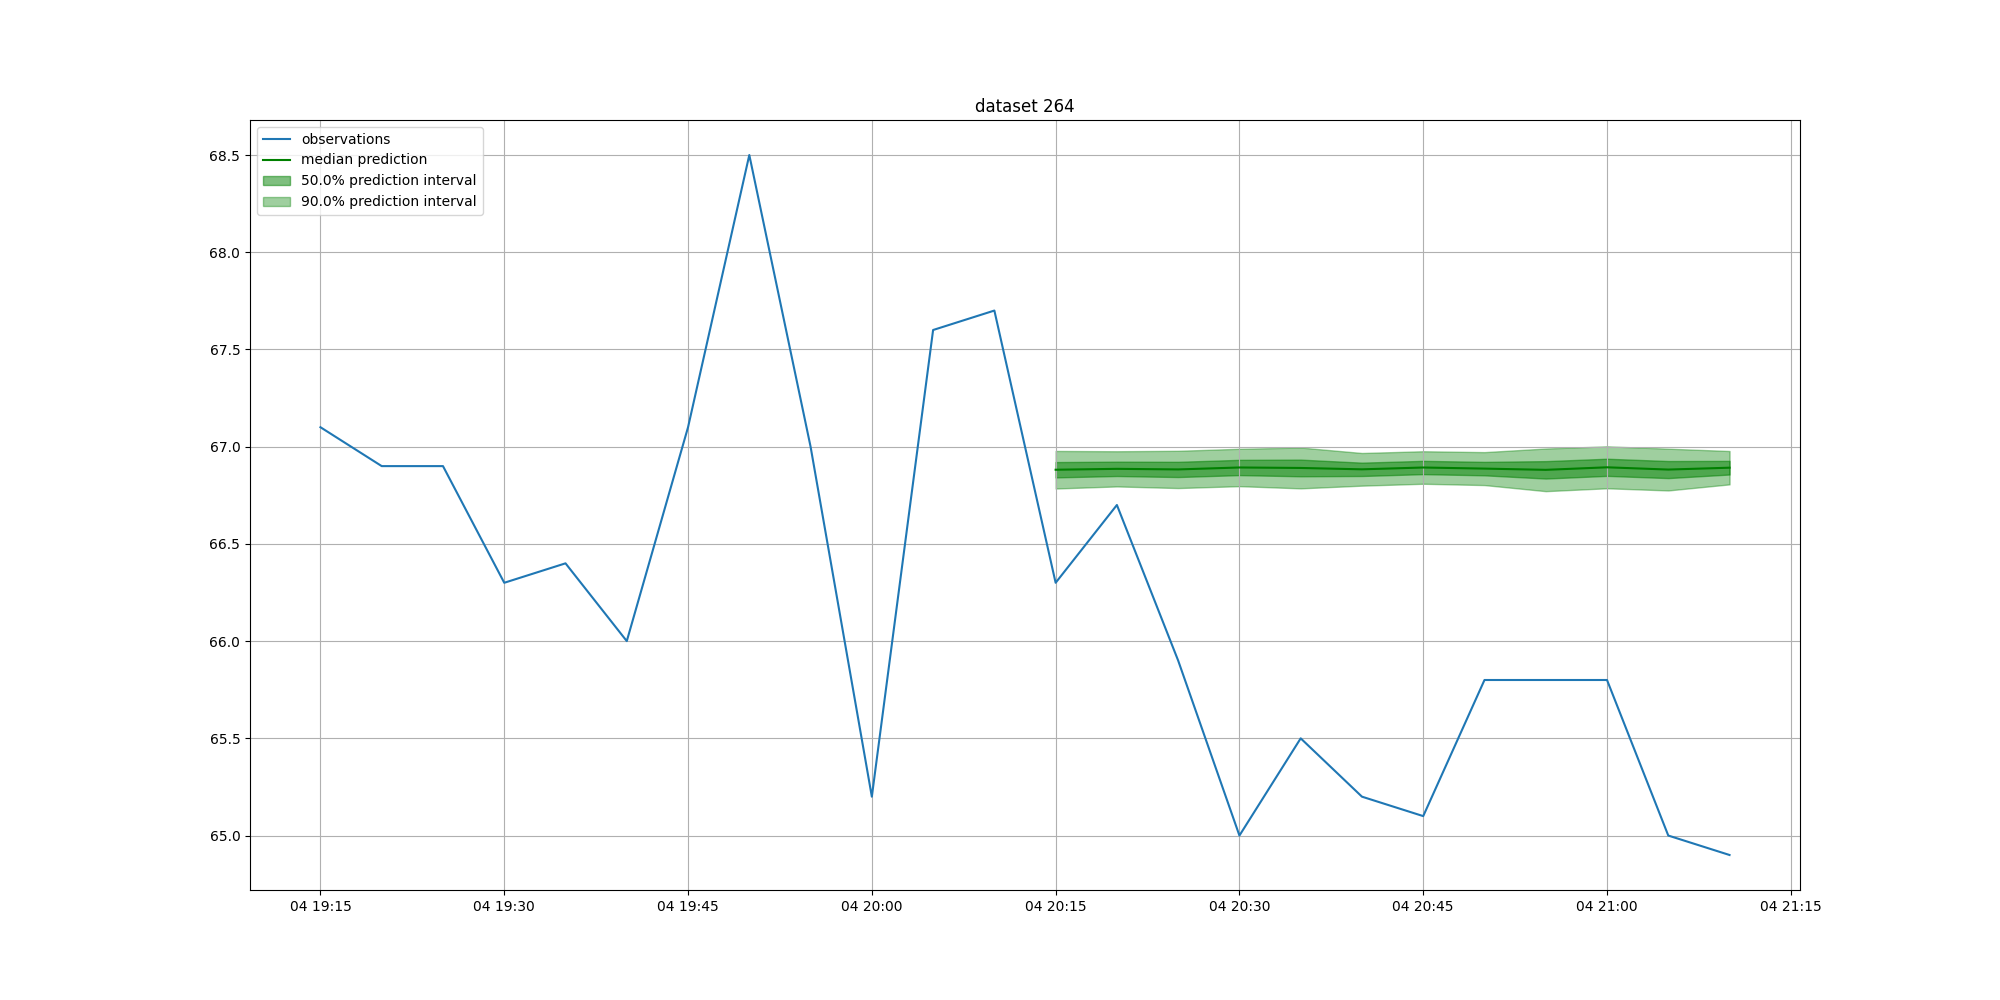 dataset 264
observations
median prediction
50.0% prediction interval
90.0% prediction interval
68.5
68.0
67.5
67.0
66.5
66.0
65.5
65.0
04 19:15 04 19:30 04 19:45 04 20:00 04 20:15 04 20:30 04 20:45 04 21:00 04 21:15